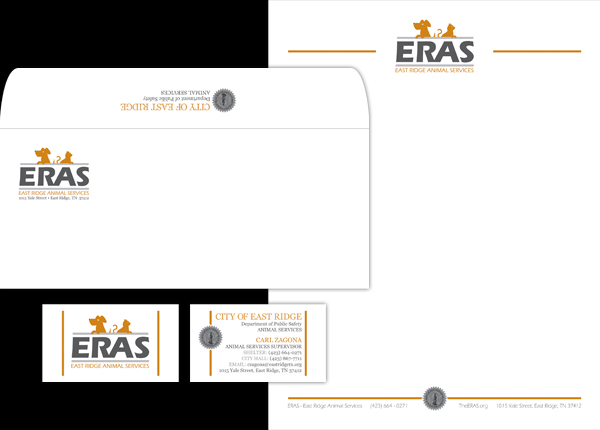 ERAS
EAST RIDGE ANIMAL SERVICES
CITY OF EAST RIDGE
Department of Public Safety
ANIMAL SERVICES
ERAS
EAST RIDGE ANIMAL SERVICES
1015 Yale Street • East Ridge, TN 37412
ERAS
EAST RIDGE ANIMAL SERVICES
CITY OF EAST RIDGE
Department of Public Safety
ANIMAL SERVICES
CARL ZAGONA
ANIMAL SERVICES SUPERVISOR
SHELTER: (423) 664-0271
CITY HALL: (423) 867-7711
EMAIL: czagona@eastridgetn.org
1015 Yale Street, East Ridge, TN 37412
ERAS - East Ridge Animal Services (423) 664 - 0271 TheERAS.org 1015 Yale Street, East Ridge, TN 37412